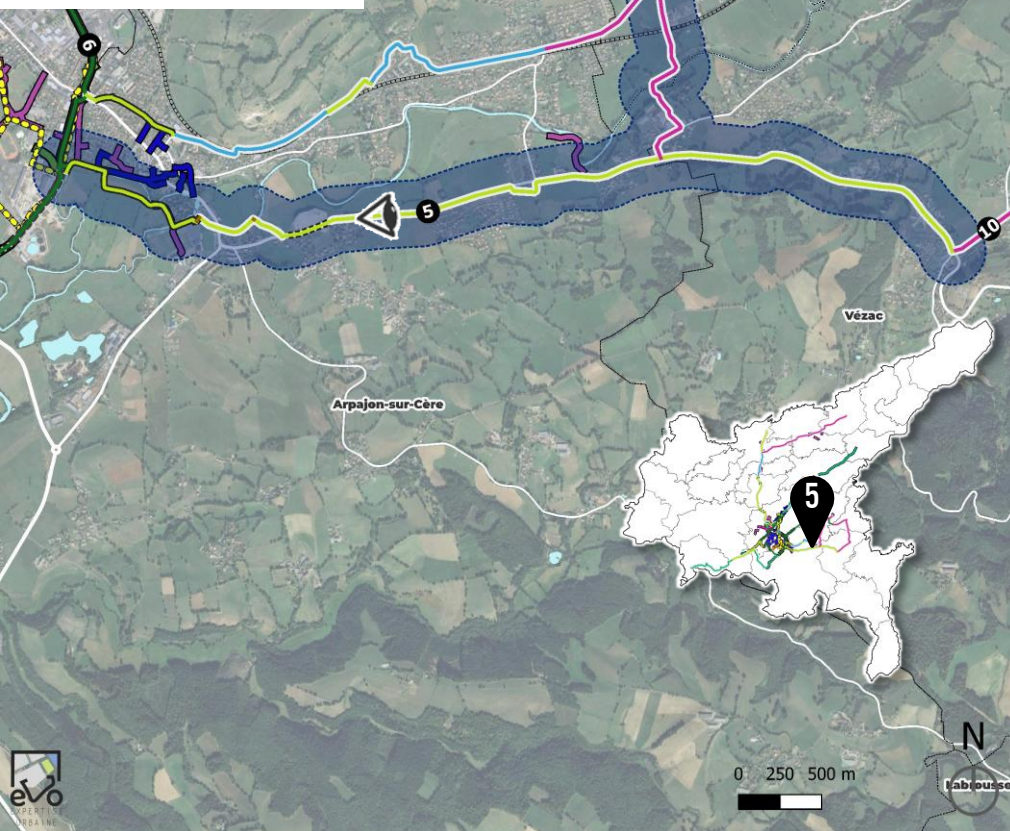 6
5
10
Vézac
Arpajon-sur-Cère
5
N
0 250 500 m
Labrousse
evo
EXPERTISE
URBAINE